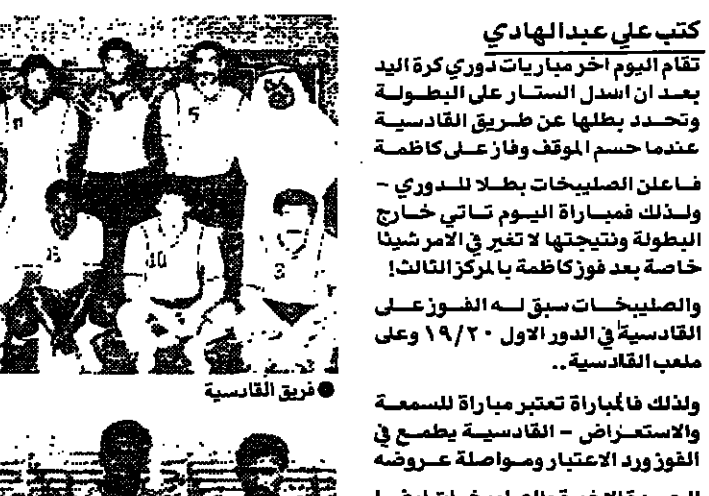 كتب علي عبدالهادي
تقام اليوم آخر مباريات دوري كرة اليد
بعد ان اسدل الستار على البطولة
وتحدد بطلها عن طريق القادسية
عندما حسم الموقف وفاز على كاظمة
فاعلن الصليبخات بطلا للدوري -
ولذلك فمباراة اليوم تاتي خارج
البطولة ونتيجتها لا تغير في الامر شيئا
خاصة بعد فوز كاظمة بالمركز الثالث!
والصليبخات سبق له الفوز على
القادسية في الدور الاول ١٩/٢٠ وعلى
ملعب القادسية..
ولذلك فالمباراة تعتبر مباراة للسمعة
والاستعراض - القادسية يطمع في
الفوز ورد الاعتبار ومواصلة عروضه
● فريق القادسية